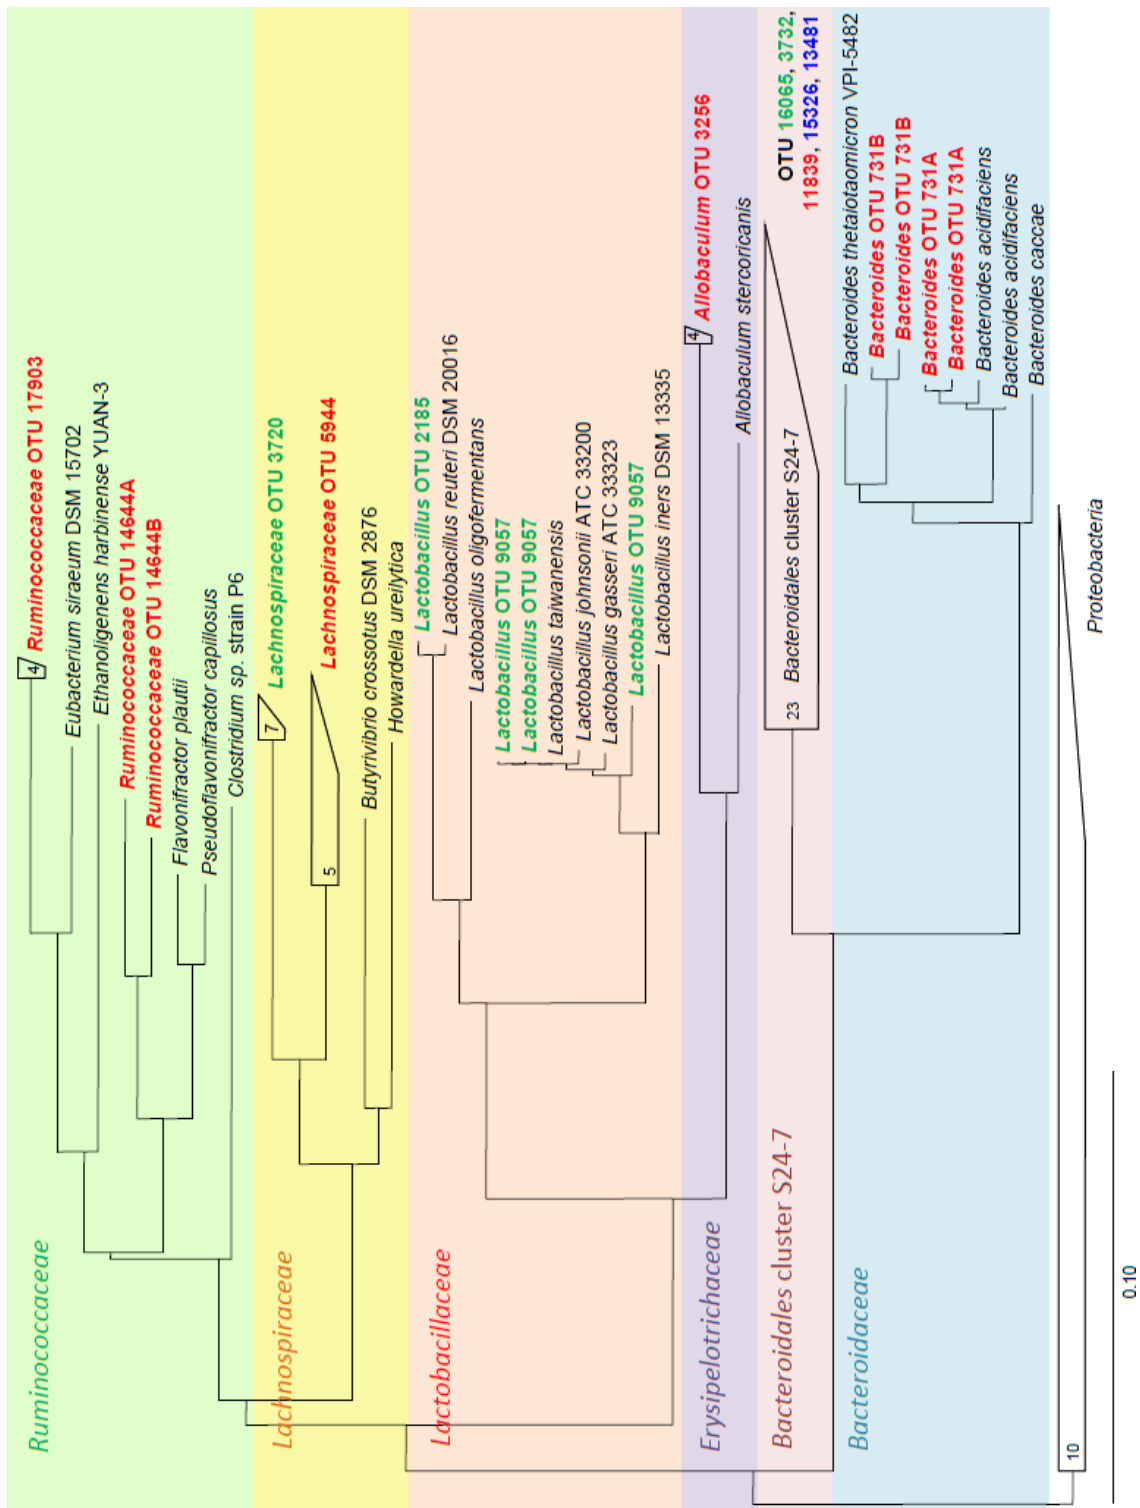 Ruminococcaceae
4
Ruminococcaceae OTU 17903
Eubacterium siraeum DSM 15702
Ethanoligenens harbinense YUAN-3
Ruminococcaceae OTU 14644A
Ruminococcaceae OTU 14644B
Flavonifractor plautii
Pseudoflavonifractor capillosus
Clostridium sp. strain P6
Lachnospiraceae
7
Lachnospiraceae OTU 3720
5
Lachnospiraceae OTU 5944
Butyrivibrio crossotus DSM 2876
Howardella ureilytica
Lactobacillaceae
Lactobacillus OTU 2185
Lactobacillus reuteri DSM 20016
Lactobacillus oligofermentans
Lactobacillus OTU 9057
Lactobacillus OTU 9057
Lactobacillus taiwanensis
Lactobacillus johnsonii ATC 33200
Lactobacillus gasseri ATC 33323
Lactobacillus OTU 9057
Lactobacillus iners DSM 13335
Erysipelotrichaceae
4
Allobaculum OTU 3256
Allobaculum stercoricanis
Bacteroidales cluster S24-7
23
Bacteroidales cluster S24-7
OTU 16065, 3732,
11839, 15326, 13481
Bacteroidaceae
Bacteroides thetaiotaomicron VPI-5482
Bacteroides OTU 731B
Bacteroides OTU 731B
Bacteroides OTU 731A
Bacteroides OTU 731A
Bacteroides acidifaciens
Bacteroides acidifaciens
Bacteroides caccae
10
Proteobacteria
0.10